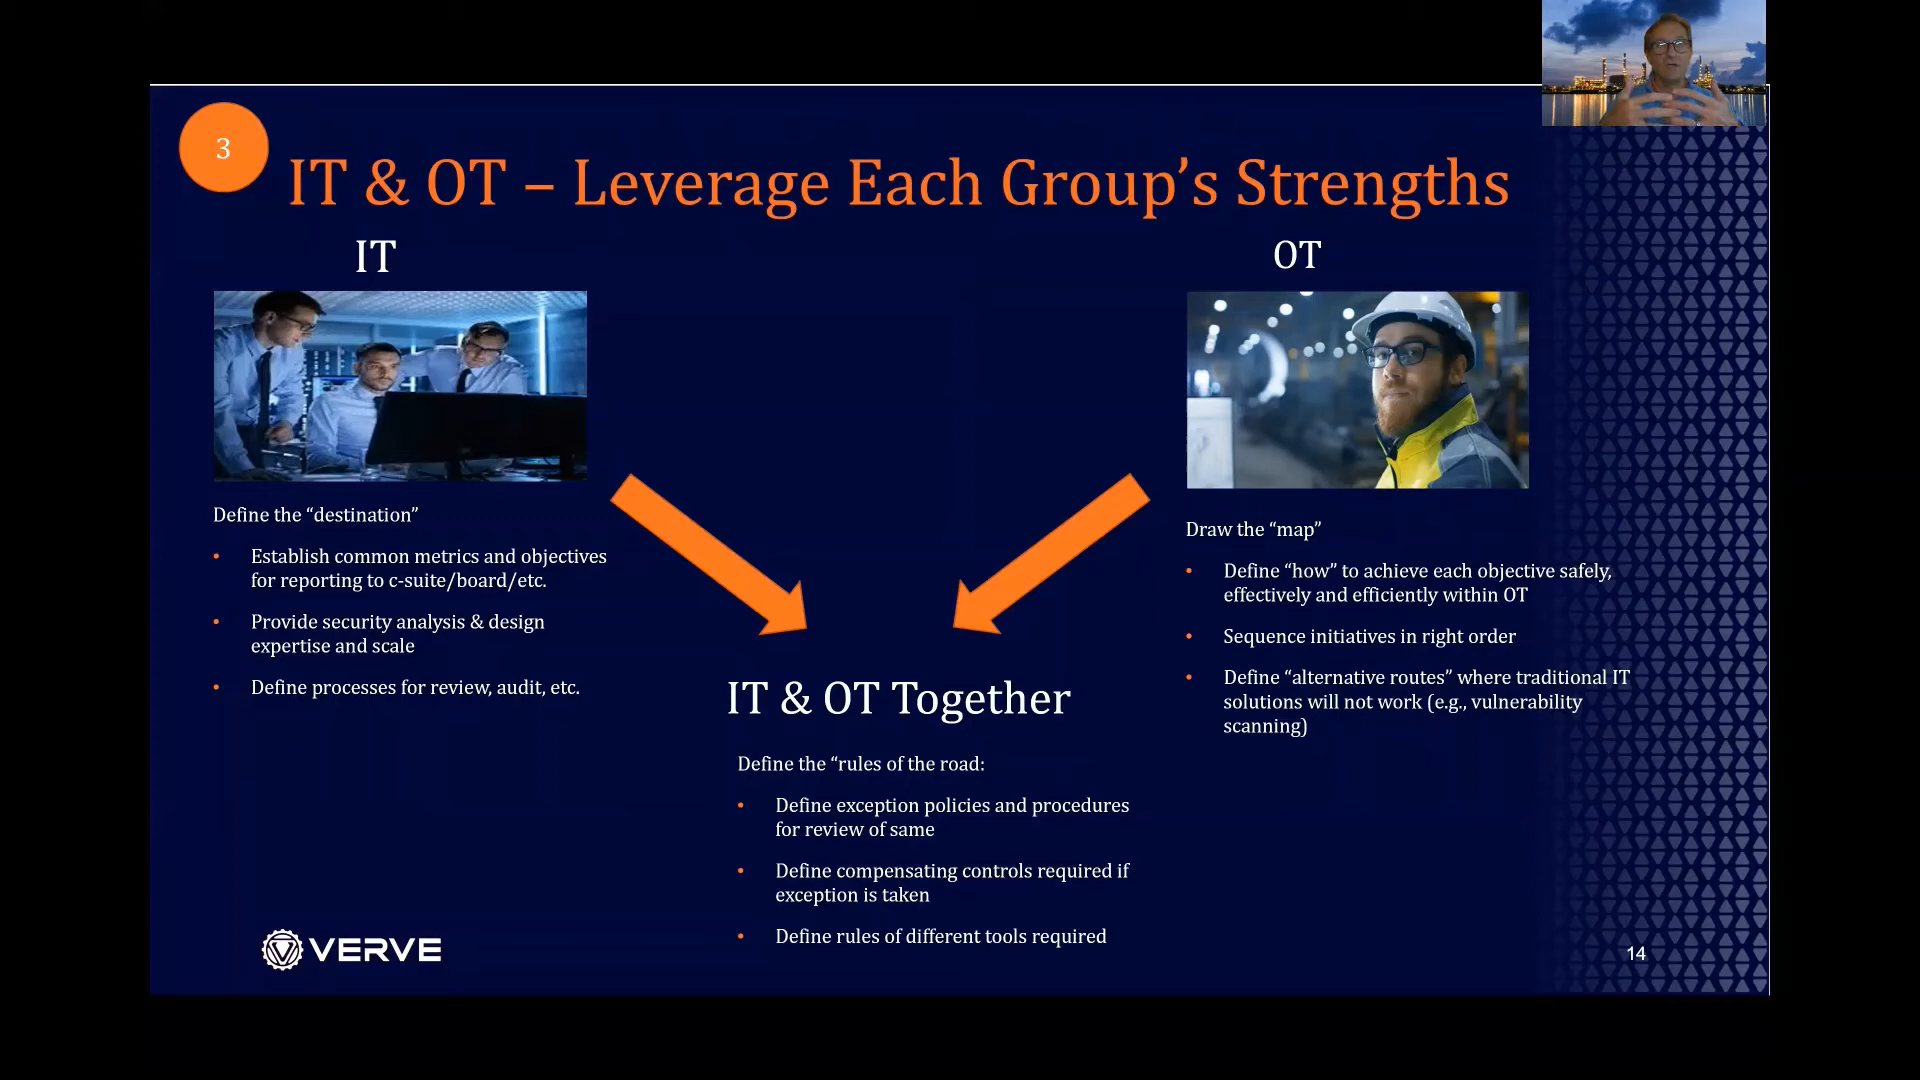 3
IT & OT – Leverage Each Group’s Strengths
IT
OT
Define the “destination”
• Establish common metrics and objectives
for reporting to c-suite/board/etc.
• Provide security analysis & design
expertise and scale
• Define processes for review, audit, etc.
Draw the “map”
• Define “how” to achieve each objective safely,
effectively and efficiently within OT
• Sequence initiatives in right order
• Define “alternative routes” where traditional IT
solutions will not work (e.g., vulnerability
scanning)
IT & OT Together
Define the “rules of the road:
• Define exception policies and procedures
for review of same
• Define compensating controls required if
exception is taken
• Define rules of different tools required
VERVE
14